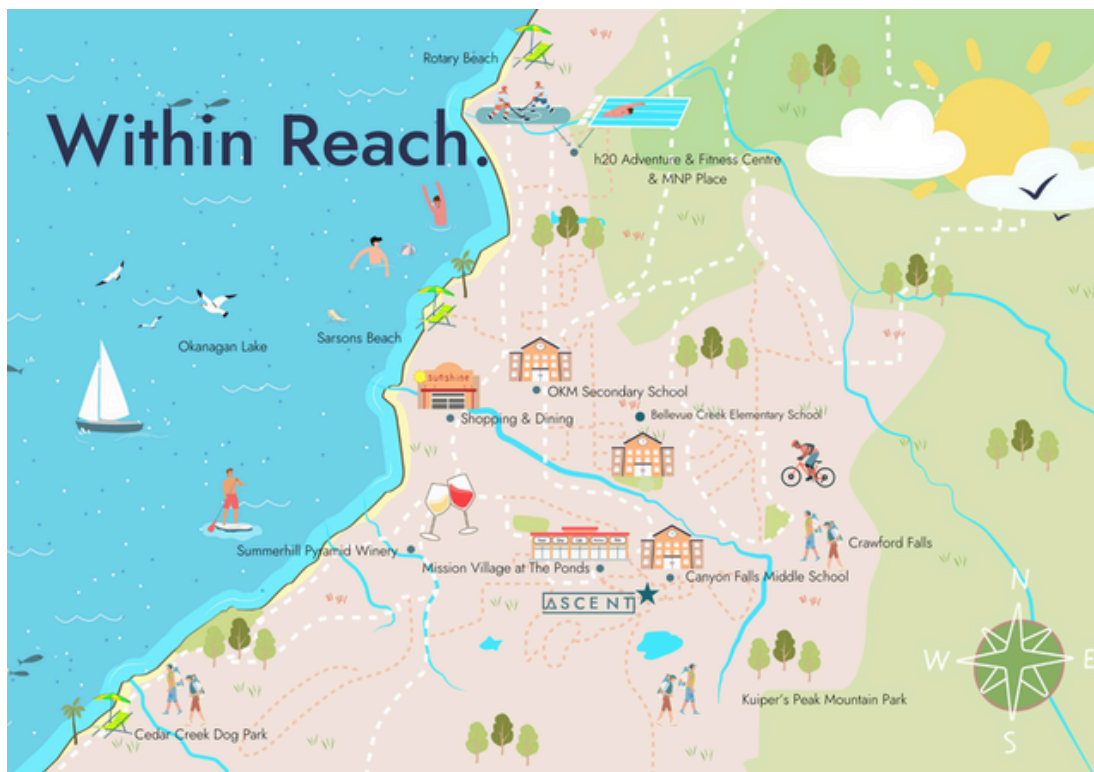 Rotary Beach
Within Reach.
h20 Adventure & Fitness Centre
& MNP Place
Sarsons Beach
Okanagan Lake
sunshine
OKM Secondary School
Shopping & Dining
Bellevue Creek Elementary School
Crawford Falls
Summerhill Pyramid Winery
Mission Village at The Ponds
Canyon Falls Middle School
ASCENT
N
W
E
S
Kuiper's Peak Mountain Park
Cedar Creek Dog Park